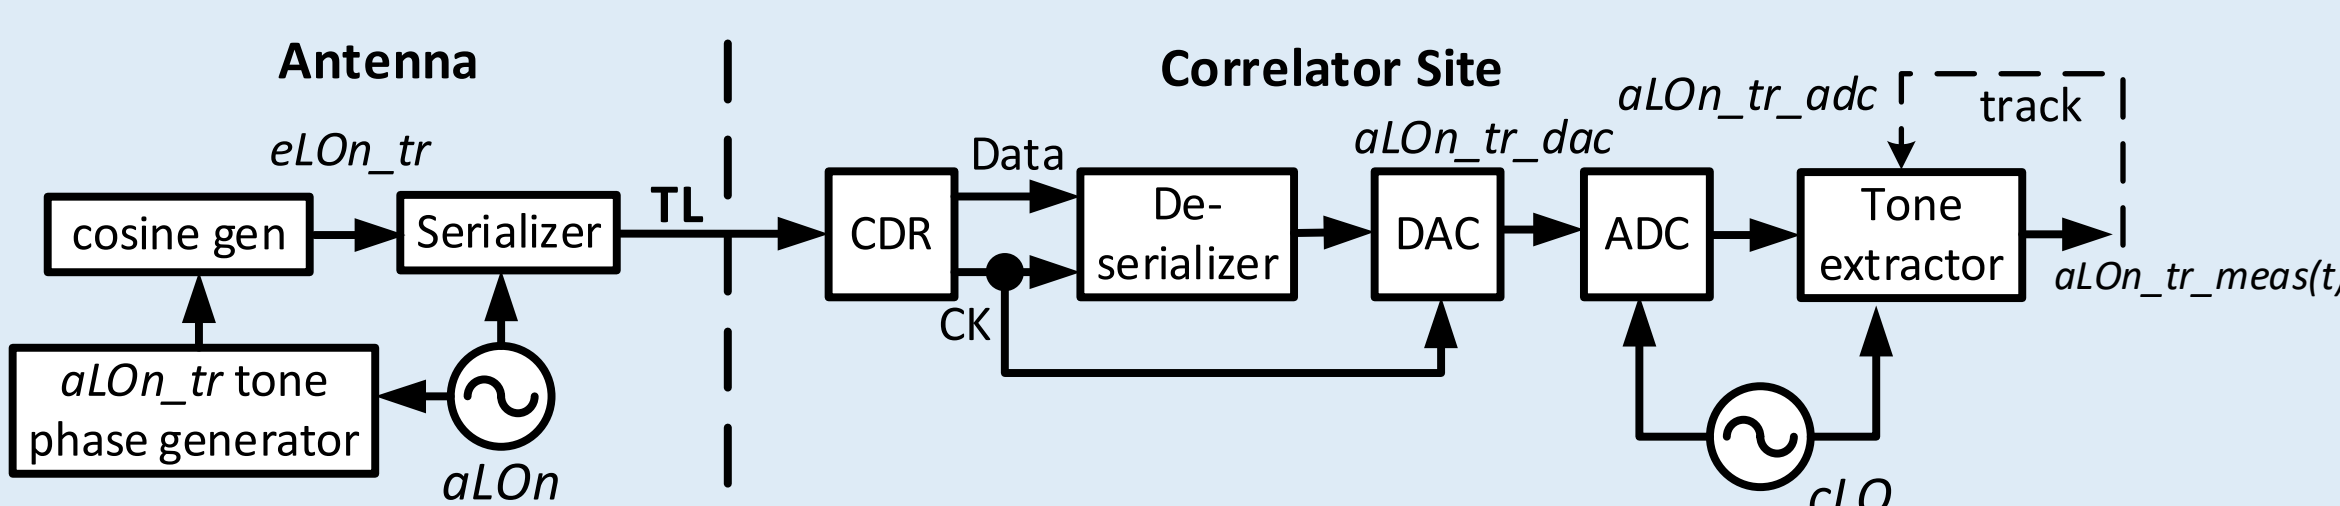 Antenna
Correlator Site
eLOn_tr
cosine gen
Serializer
TL
aLOn_tr tone
phase generator
aLOn
CDR
Data
CK
De-
serializer
aLOn_tr_dac
DAC
ADC
aLOn_tr_adc
track
Tone
extractor
aLOn_tr_meas(t)
cLO